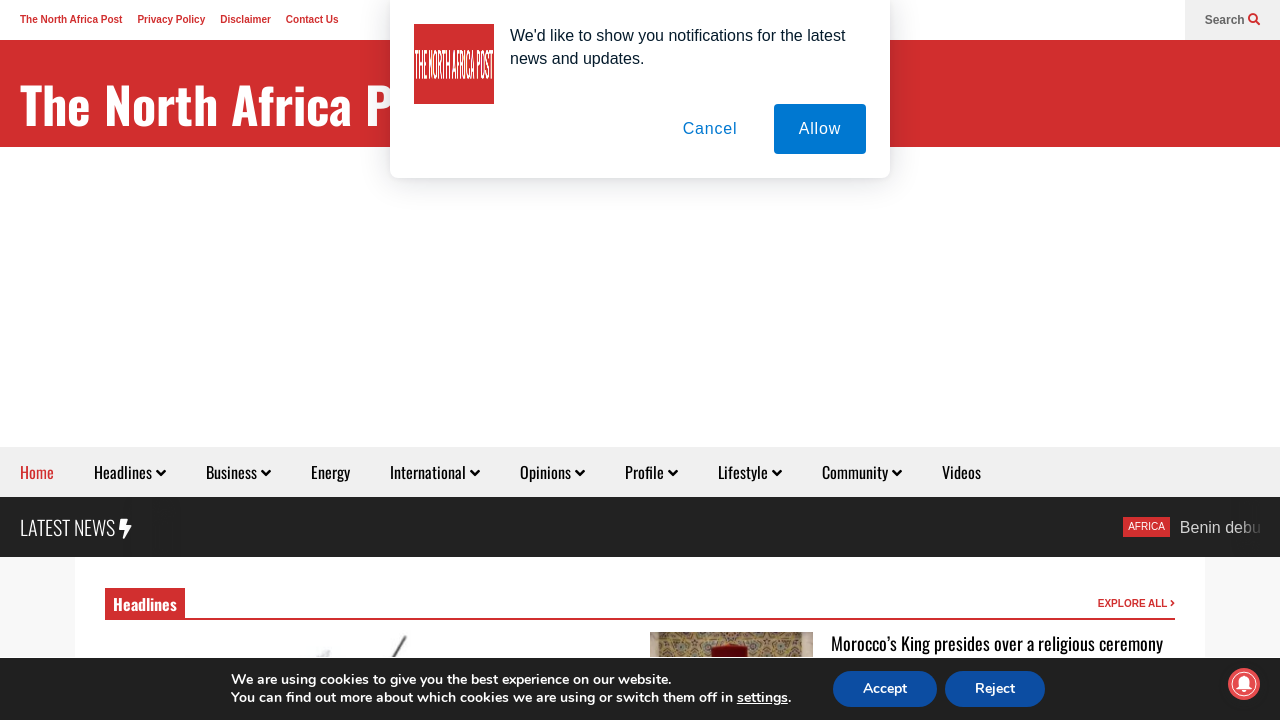 The North Africa Post Privacy Policy Disclaimer Contact Us
Search
The North Africa
THE NORTH AFRICA POST
We'd like to show you notifications for the latest
news and updates.
Cancel Allow
Home Headlines Business Energy International Opinions Profile Lifestyle Community Videos
LATEST NEWS
AFRICA Benin debu
Headlines
EXPLORE ALL
Morocco’s King presides over a religious ceremony
We are using cookies to give you the best experience on our website.
You can find out more about which cookies we are using or switch them off in settings.
Accept Reject